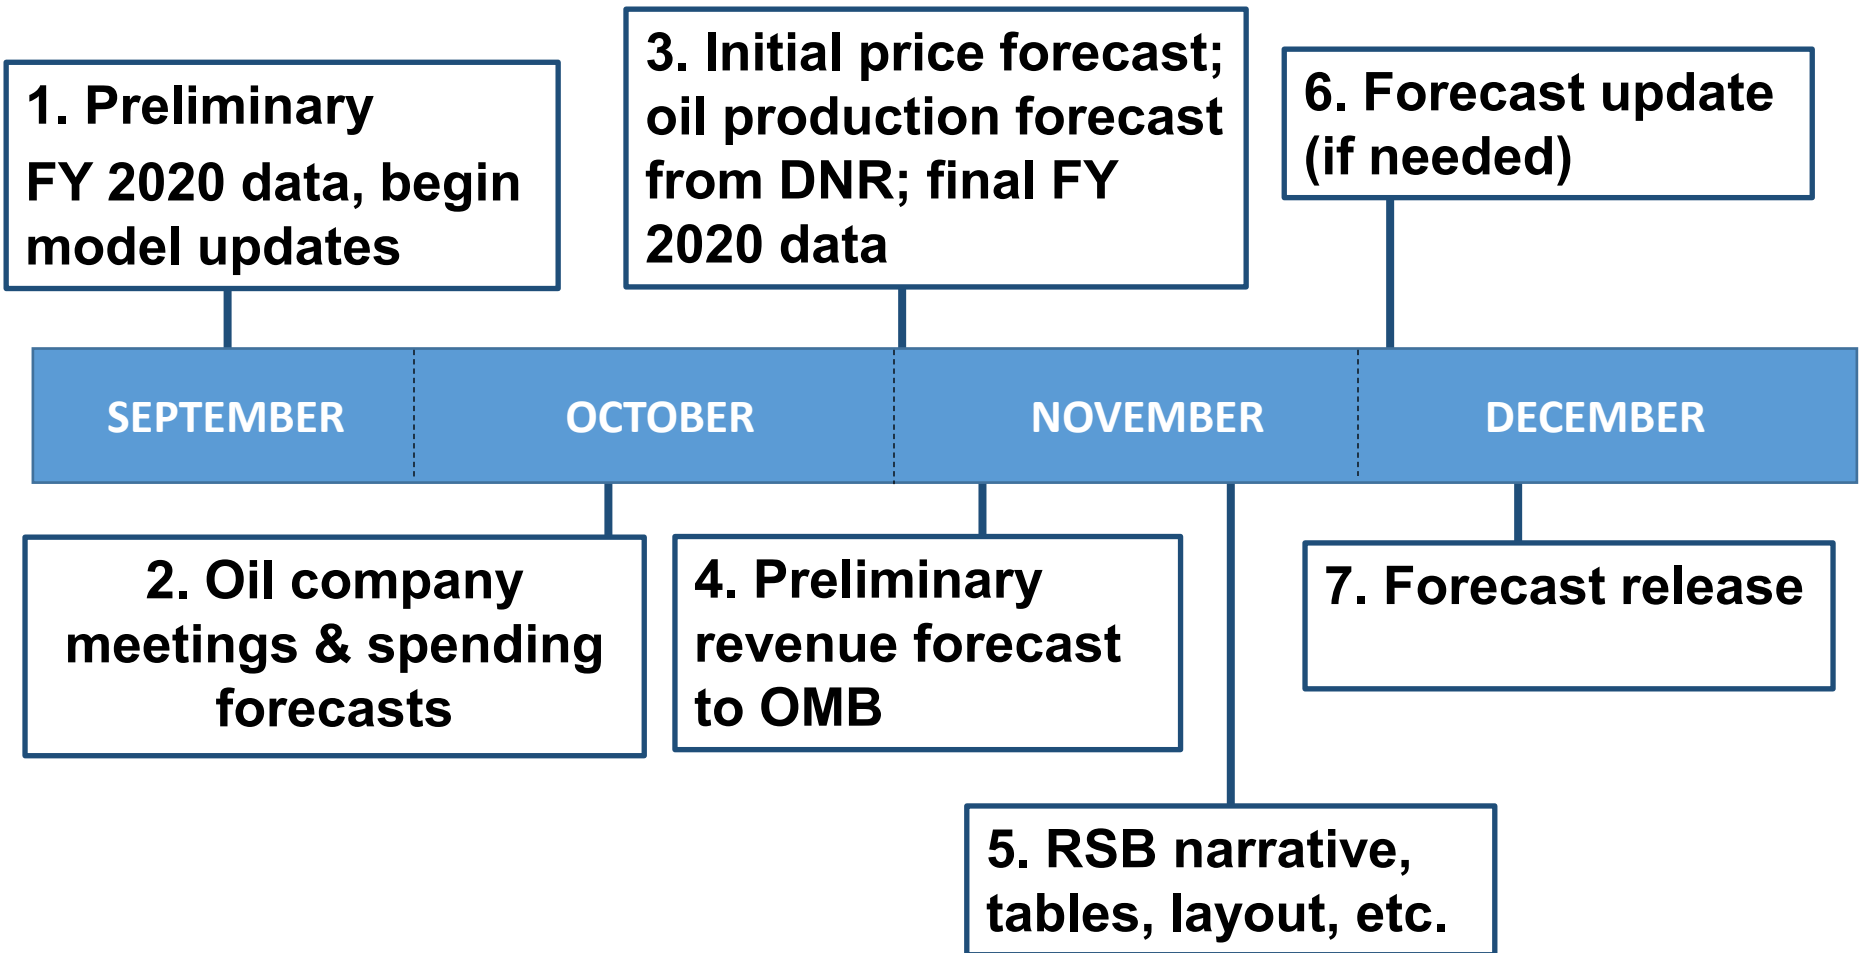 1. Preliminary
FY 2020 data, begin
model updates
3. Initial price forecast;
oil production forecast
from DNR; final FY
2020 data
6. Forecast update
(if needed)
SEPTEMBER
OCTOBER
NOVEMBER
DECEMBER
2. Oil company
meetings & spending
forecasts
4. Preliminary
revenue forecast
to OMB
7. Forecast release
5. RSB narrative,
tables, layout, etc.